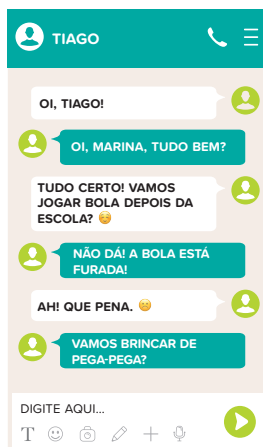 TIAGO
OI, TIAGO!
OI, MARINA, TUDO BEM?
TUDO CERTO! VAMOS
JOGAR BOLA DEPOIS DA
ESCOLA? 😊
NÃO DÁ! A BOLA ESTÁ
FURADA!
AH! QUE PENA. 😞
VAMOS BRINCAR DE
PEGA-PEGA?
DIGITE AQUI...
T